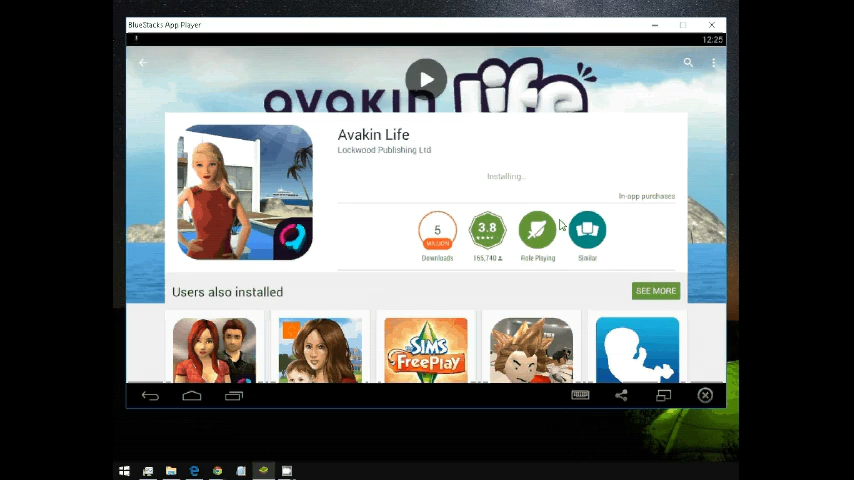 BlueStacks App Player
12:25
avakin life
Avakin Life
Lockwood Publishing Ltd
Installing..
In-app purchases
5
MILLION
3.8
Downloads
165,740
Role Playing
Similar
Users also installed
SEE MORE
THE SIMS
FREEPLAY